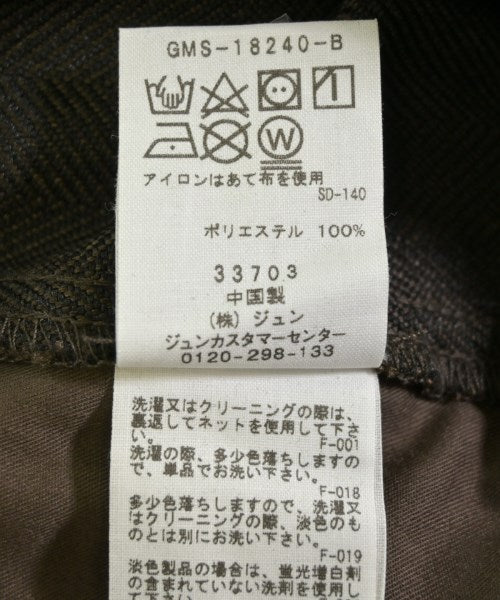 GMS-18240-B
W
アイロンはあて布を使用
SD-140
ポリエステル 100%
33703
中国製
(株) ジュン
ジュンカスタマーセンター
0120-298-133
洗濯又はクリーニングの際は、
裏返してネットを使用して下さ
い。
F-001
洗濯の際、多少色落ちしますの
で、単品でお洗い下さい。
F-018
多少色落ちしますので、洗濯又
はクリーニングの際、淡色のも
のとは別にお洗い下さい。
F-019
淡色製品の場合は、蛍光増白剤
の含まれていない洗剤を使用し
て下さい。